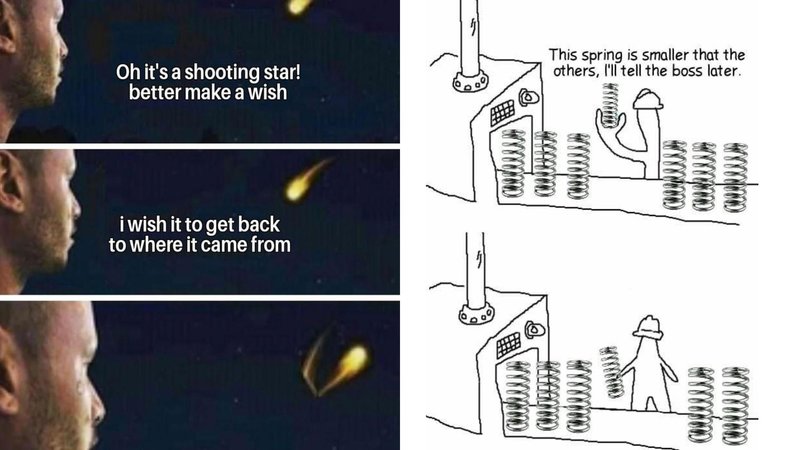 Oh it's a shooting star!
better make a wish
i wish it to get back
to where it came from
This spring is smaller that the
others, I'll tell the boss later.